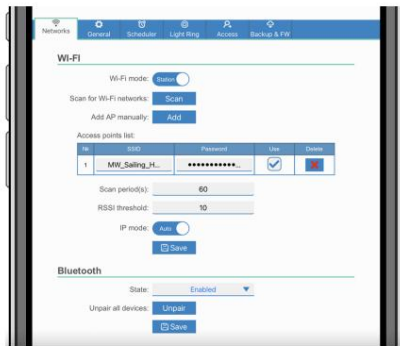 Networks General Scheduler Light Ring Access Backup & FW
Wi-Fi
Wi-Fi mode: Station
Scan for Wi-Fi networks: Scan
Add AP manually: Add
Access points list:
№ SSID Password Use Delete
1 MW_Sailing_H... •••••••••••...
Scan period(s): 60
RSSI threshold: 10
IP mode: Auto
Save
Bluetooth
State: Enabled
Unpair all devices: Unpair
Save